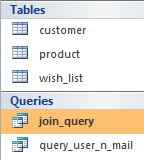 Tables
customer
product
wish_list
Queries
join_query
query_user_n_mail